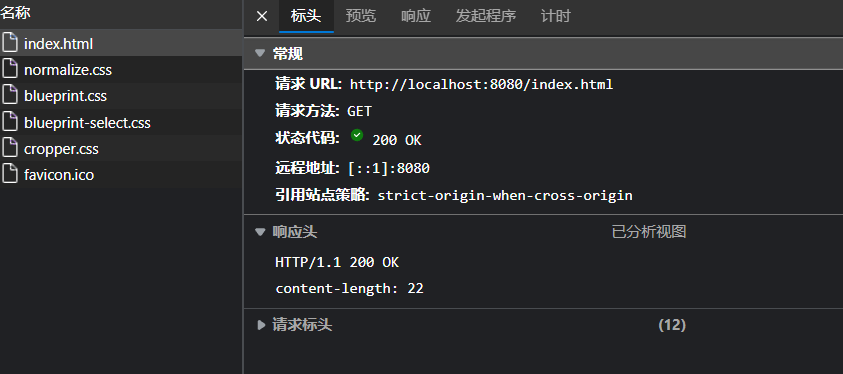 名称
index.html
normalize.css
blueprint.css
blueprint-select.css
cropper.css
favicon.ico
标头 预览 响应 发起程序 计时
常规
请求 URL: http://localhost:8080/index.html
请求方法: GET
状态代码: 200 OK
远程地址: [::1]:8080
引用站点策略: strict-origin-when-cross-origin
响应头 已分析视图
HTTP/1.1 200 OK
content-length: 22
请求标头 (12)